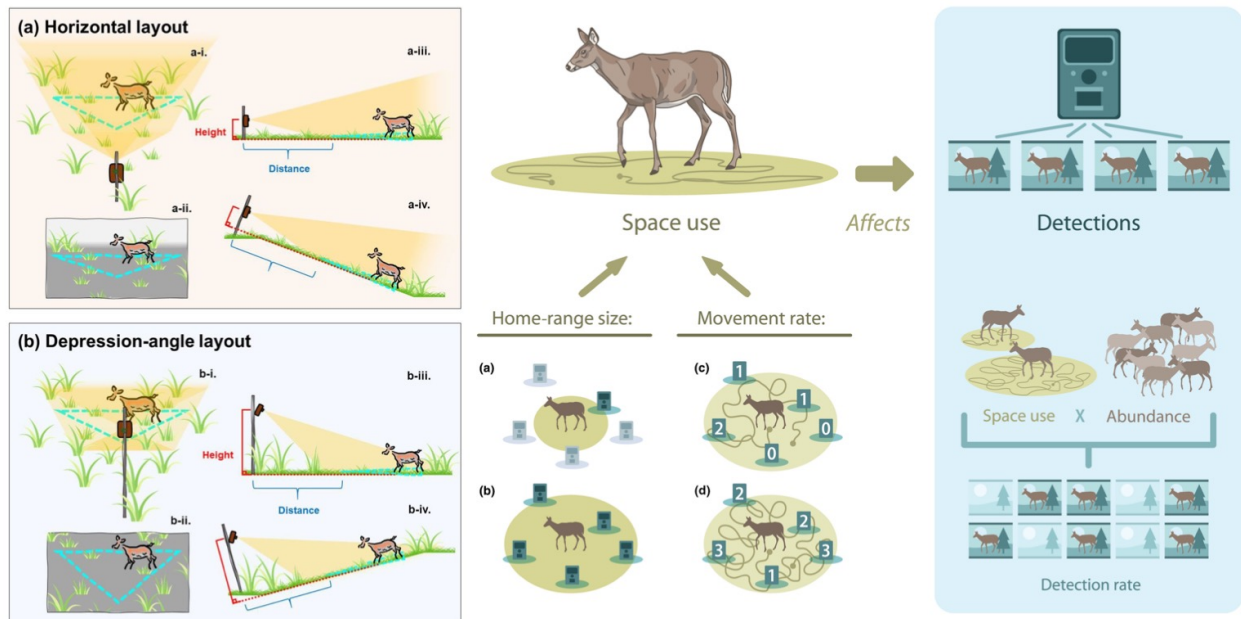 (a) Horizontal layout
a-i.
a-iii.
Height
Distance
a-ii.
a-iv.
(b) Depression-angle layout
b-i.
b-iii.
Height
Distance
b-ii.
b-iv.
Space use
Affects
Home-range size:
Movement rate:
(a)
(b)
(c)
1
1
2
0
0
(d)
2
2
3
3
1
Detections
Space use X Abundance
Detection rate